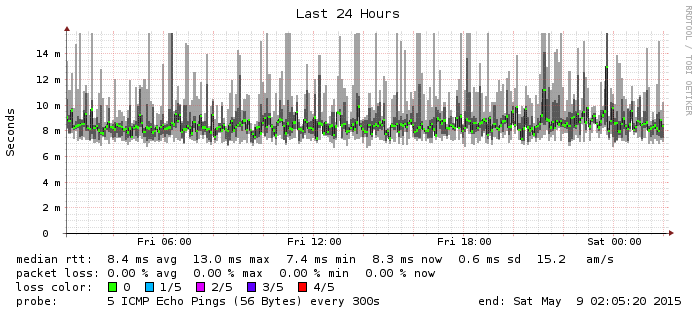 Last 24 Hours
RRDTOOL / TOBI OETIKER
Seconds
14 m
12 m
10 m
8 m
6 m
4 m
2 m
0
Fri 06:00 Fri 12:00 Fri 18:00 Sat 00:00
median rtt: 8.4 ms avg 13.0 ms max 7.4 ms min 8.3 ms now 0.6 ms sd 15.2 am/s
packet loss: 0.00 % avg 0.00 % max 0.00 % min 0.00 % now
loss color: 0 1/5 2/5 3/5 4/5
probe: 5 ICMP Echo Pings (56 Bytes) every 300s end: Sat May 9 02:05:20 2015